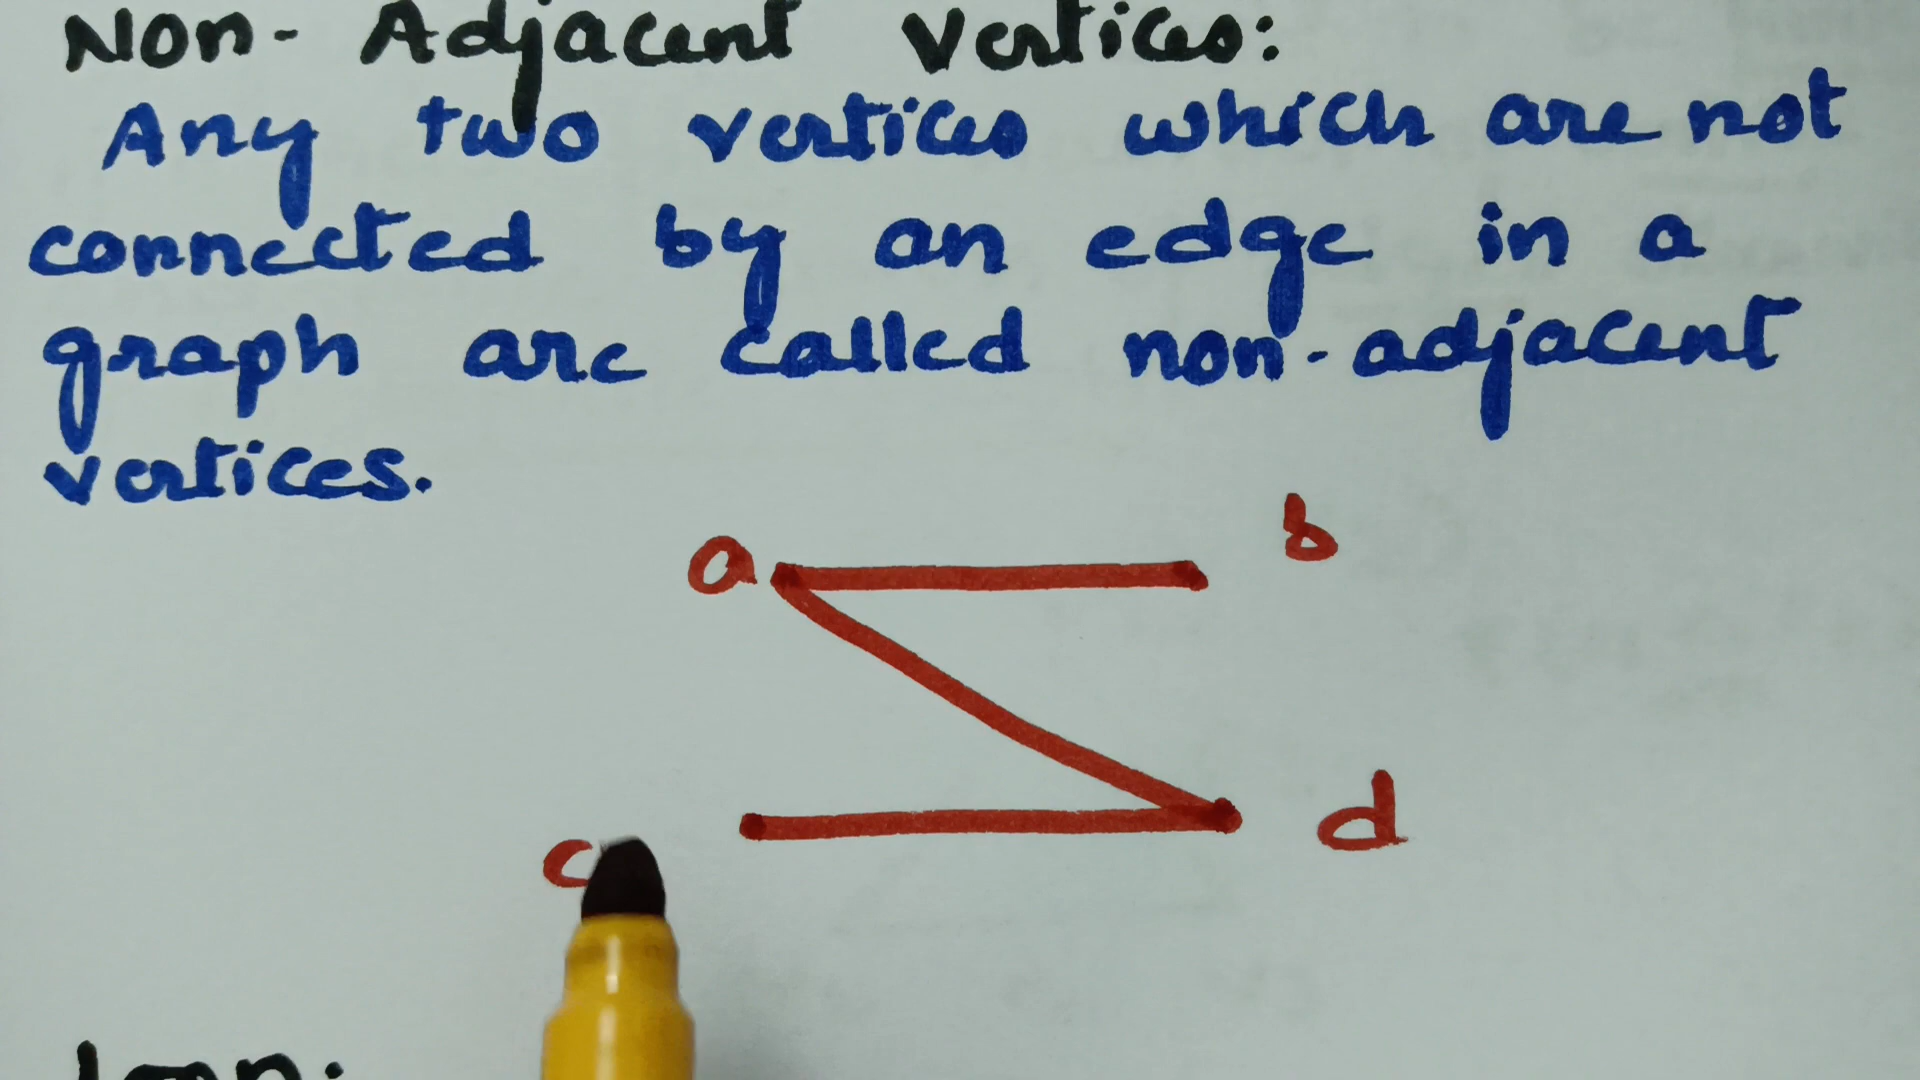 Non-Adjacent Vertices:
Any two vertices which are not
connected by an edge in a
graph are called non-adjacent
vertices.
a b
c d